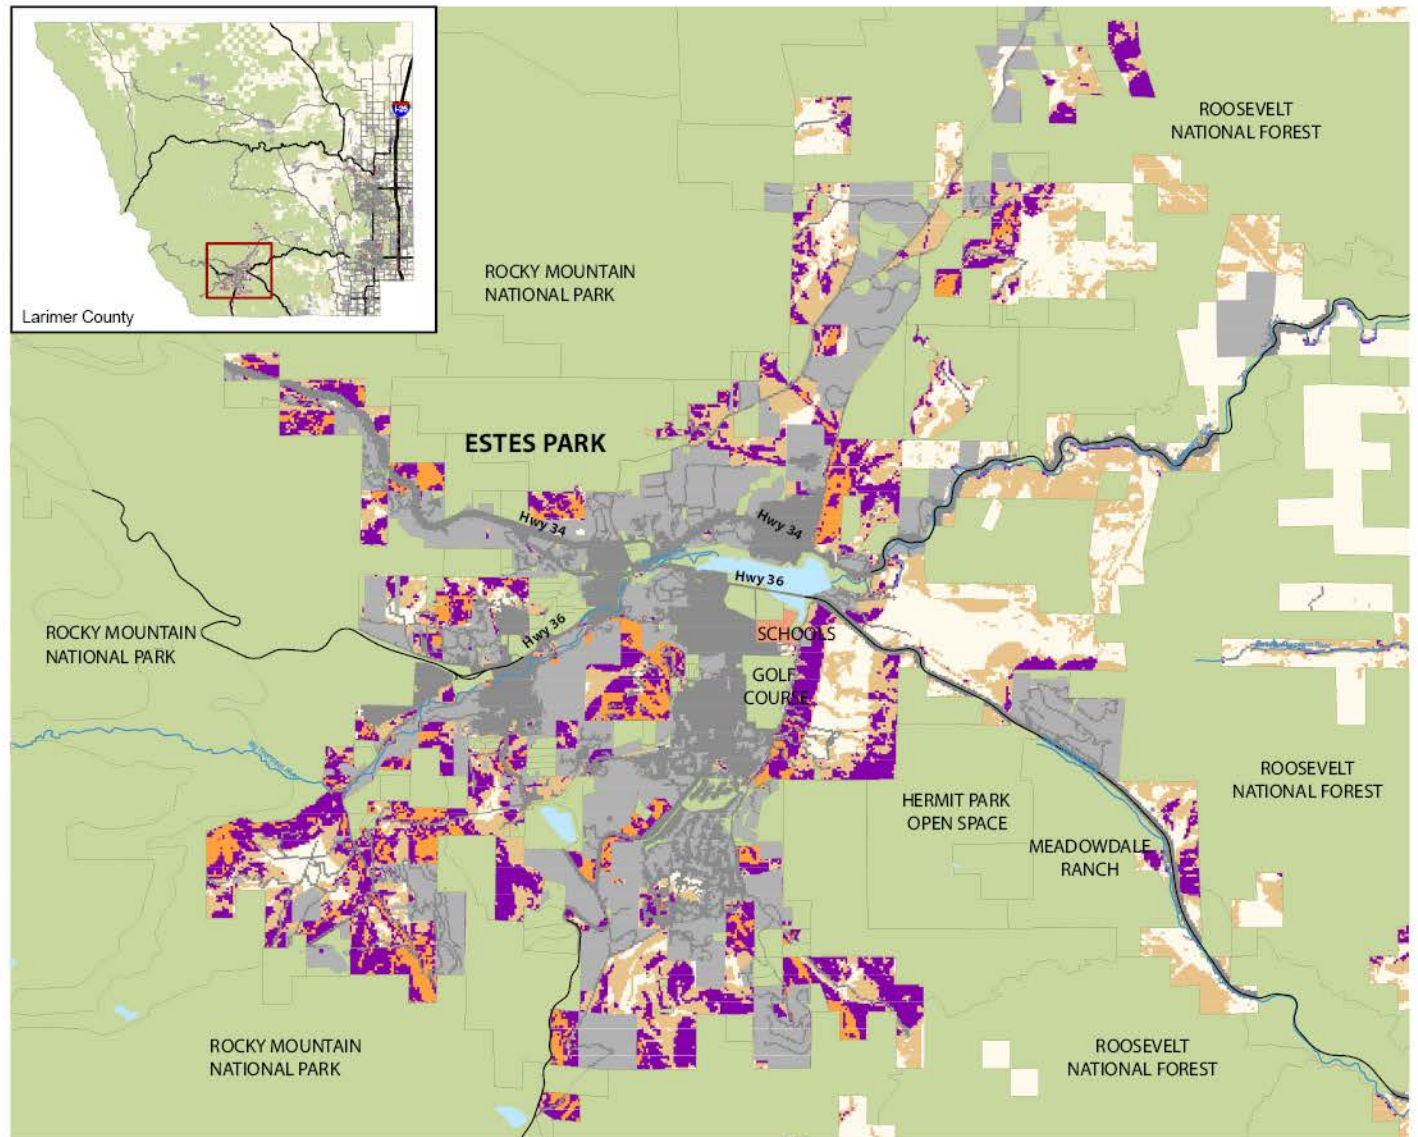 I-25
Larimer County
ROOSEVELT
NATIONAL FOREST
ROCKY MOUNTAIN
NATIONAL PARK
ESTES PARK
Hwy 34
Hwy 34
Hwy 36
Hwy 36
ROCKY MOUNTAIN
NATIONAL PARK
SCHOOLS
GOLF
COURSE
HERMIT PARK
OPEN SPACE
ROOSEVELT
NATIONAL FOREST
MEADOWDALE
RANCH
ROCKY MOUNTAIN
NATIONAL PARK
ROOSEVELT
NATIONAL FOREST